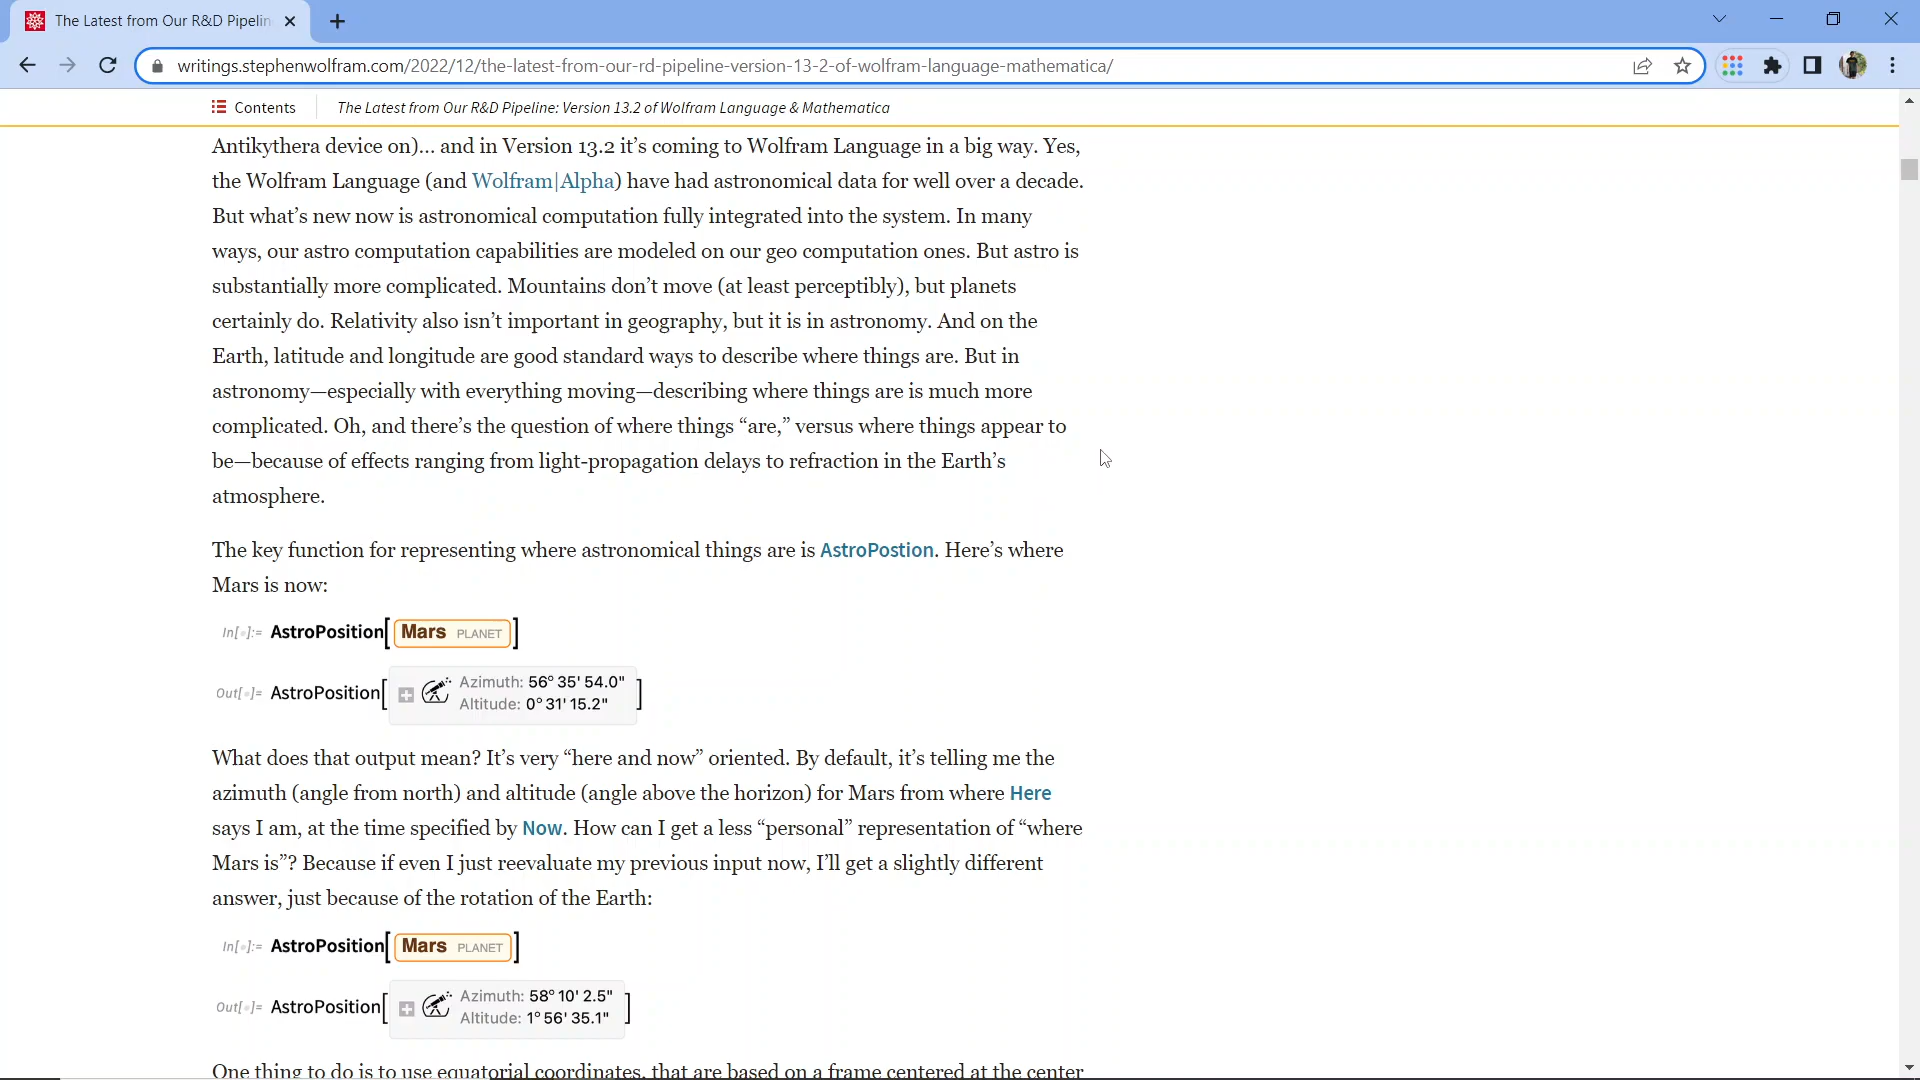 The Latest from Our R&D Pipelin
writings.stephenwolfram.com/2022/12/the-latest-from-our-rd-pipeline-version-13-2-of-wolfram-language-mathematica/
Contents The Latest from Our R&D Pipeline: Version 13.2 of Wolfram Language & Mathematica
Antikythera device on)... and in Version 13.2 it’s coming to Wolfram Language in a big way. Yes,
the Wolfram Language (and Wolfram|Alpha) have had astronomical data for well over a decade.
But what’s new now is astronomical computation fully integrated into the system. In many
ways, our astro computation capabilities are modeled on our geo computation ones. But astro is
substantially more complicated. Mountains don’t move (at least perceptibly), but planets
certainly do. Relativity also isn’t important in geography, but it is in astronomy. And on the
Earth, latitude and longitude are good standard ways to describe where things are. But in
astronomy—especially with everything moving—describing where things are is much more
complicated. Oh, and there’s the question of where things “are,” versus where things appear to
be—because of effects ranging from light-propagation delays to refraction in the Earth’s
atmosphere.
The key function for representing where astronomical things are is AstroPostion. Here’s where
Mars is now:
In[◦]:= AstroPosition[Mars PLANET]
Out[◦]= AstroPosition[Azimuth: 56° 35' 54.0"
Altitude: 0° 31' 15.2"]
What does that output mean? It’s very “here and now” oriented. By default, it’s telling me the
azimuth (angle from north) and altitude (angle above the horizon) for Mars from where Here
says I am, at the time specified by Now. How can I get a less “personal” representation of “where
Mars is”? Because if even I just reevaluate my previous input now, I’ll get a slightly different
answer, just because of the rotation of the Earth:
In[◦]:= AstroPosition[Mars PLANET]
Out[◦]= AstroPosition[Azimuth: 58° 10' 2.5"
Altitude: 1° 56' 35.1"]
One thing to do is to use equatorial coordinates, that are based on a frame centered at the center